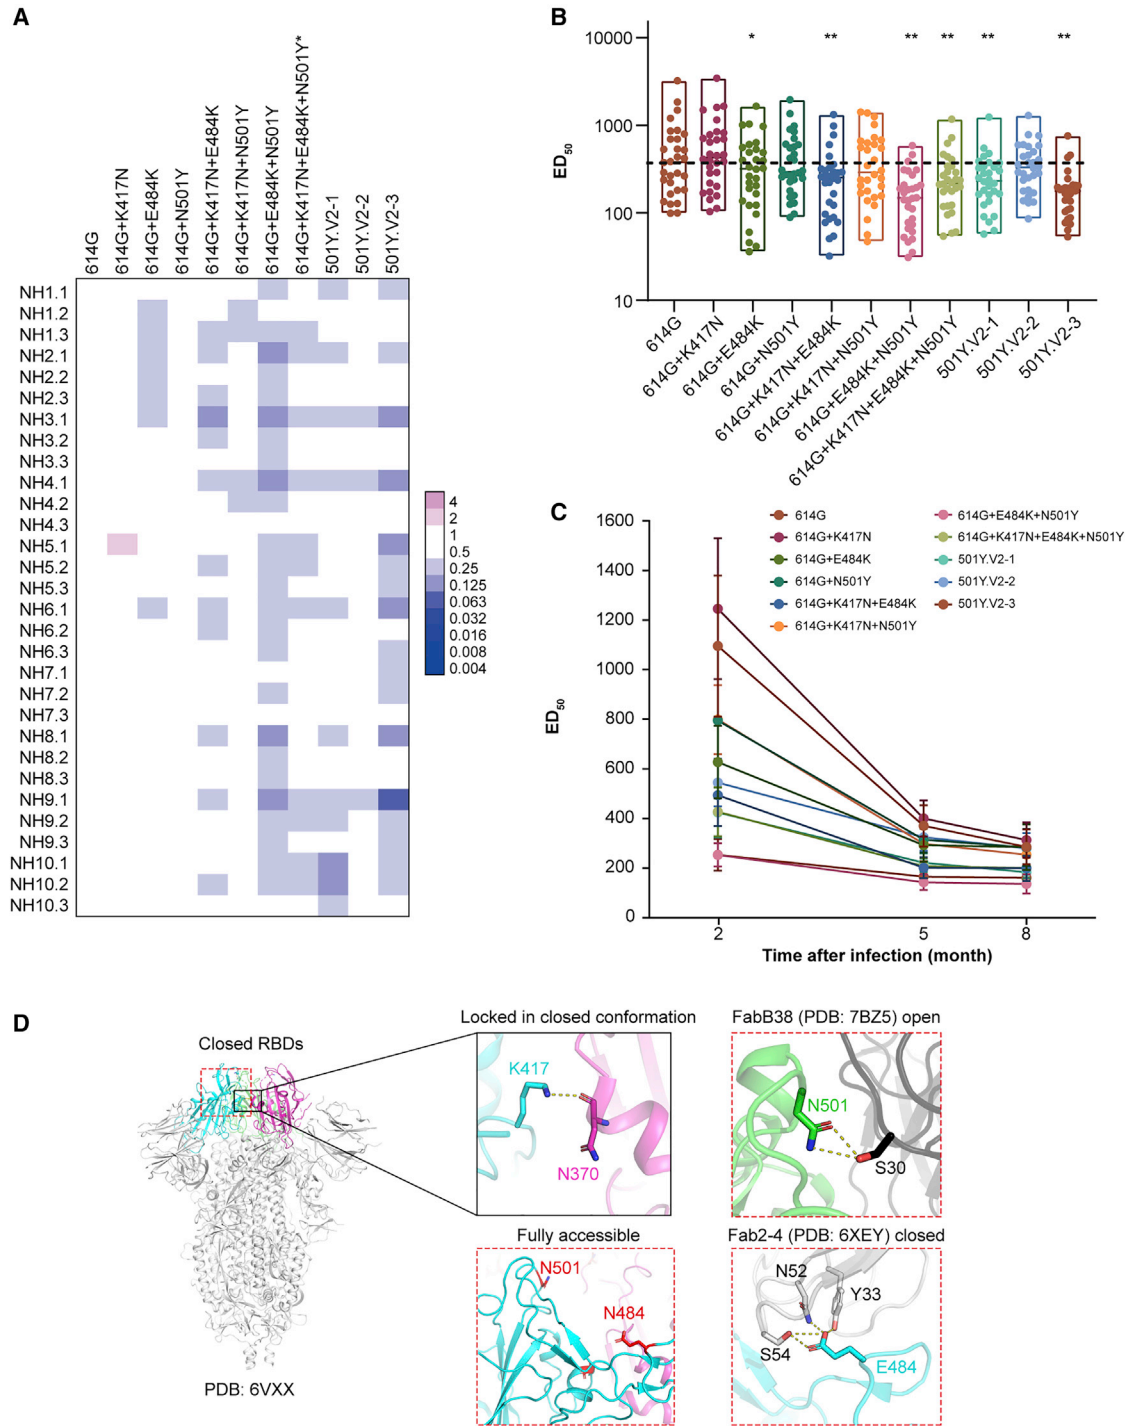 A
614G
614G+K417N
614G+E484K
614G+N501Y
614G+K417N+E484K
614G+K417N+N501Y
614G+E484K+N501Y
614G+K417N+E484K+N501Y*
501Y.V2-1
501Y.V2-2
501Y.V2-3
NH1.1
NH1.2
NH1.3
NH2.1
NH2.2
NH2.3
NH3.1
NH3.2
NH3.3
NH4.1
NH4.2
NH4.3
NH5.1
NH5.2
NH5.3
NH6.1
NH6.2
NH6.3
NH7.1
NH7.2
NH7.3
NH8.1
NH8.2
NH8.3
NH9.1
NH9.2
NH9.3
NH10.1
NH10.2
NH10.3
4
2
1
0.5
0.25
0.125
0.063
0.032
0.016
0.008
0.004
B
ED50
10000
1000
100
10
* ** ** ** ** **
614G
614G+K417N
614G+E484K
614G+N501Y
614G+K417N+E484K
614G+K417N+N501Y
614G+E484K+N501Y
614G+K417N+E484K+N501Y
501Y.V2-1
501Y.V2-2
501Y.V2-3
C
ED50
1600
1400
1200
1000
800
600
400
200
0
2 5 8
Time after infection (month)
614G
614G+K417N
614G+E484K
614G+N501Y
614G+K417N+E484K
614G+K417N+N501Y
614G+E484K+N501Y
614G+K417N+E484K+N501Y
501Y.V2-1
501Y.V2-2
501Y.V2-3
D
Closed RBDs
PDB: 6VXX
Locked in closed conformation
K417
N370
FabB38 (PDB: 7BZ5) open
N501
S30
Fully accessible
N501
N484
Fab2-4 (PDB: 6XEY) closed
N52
Y33
S54
E484